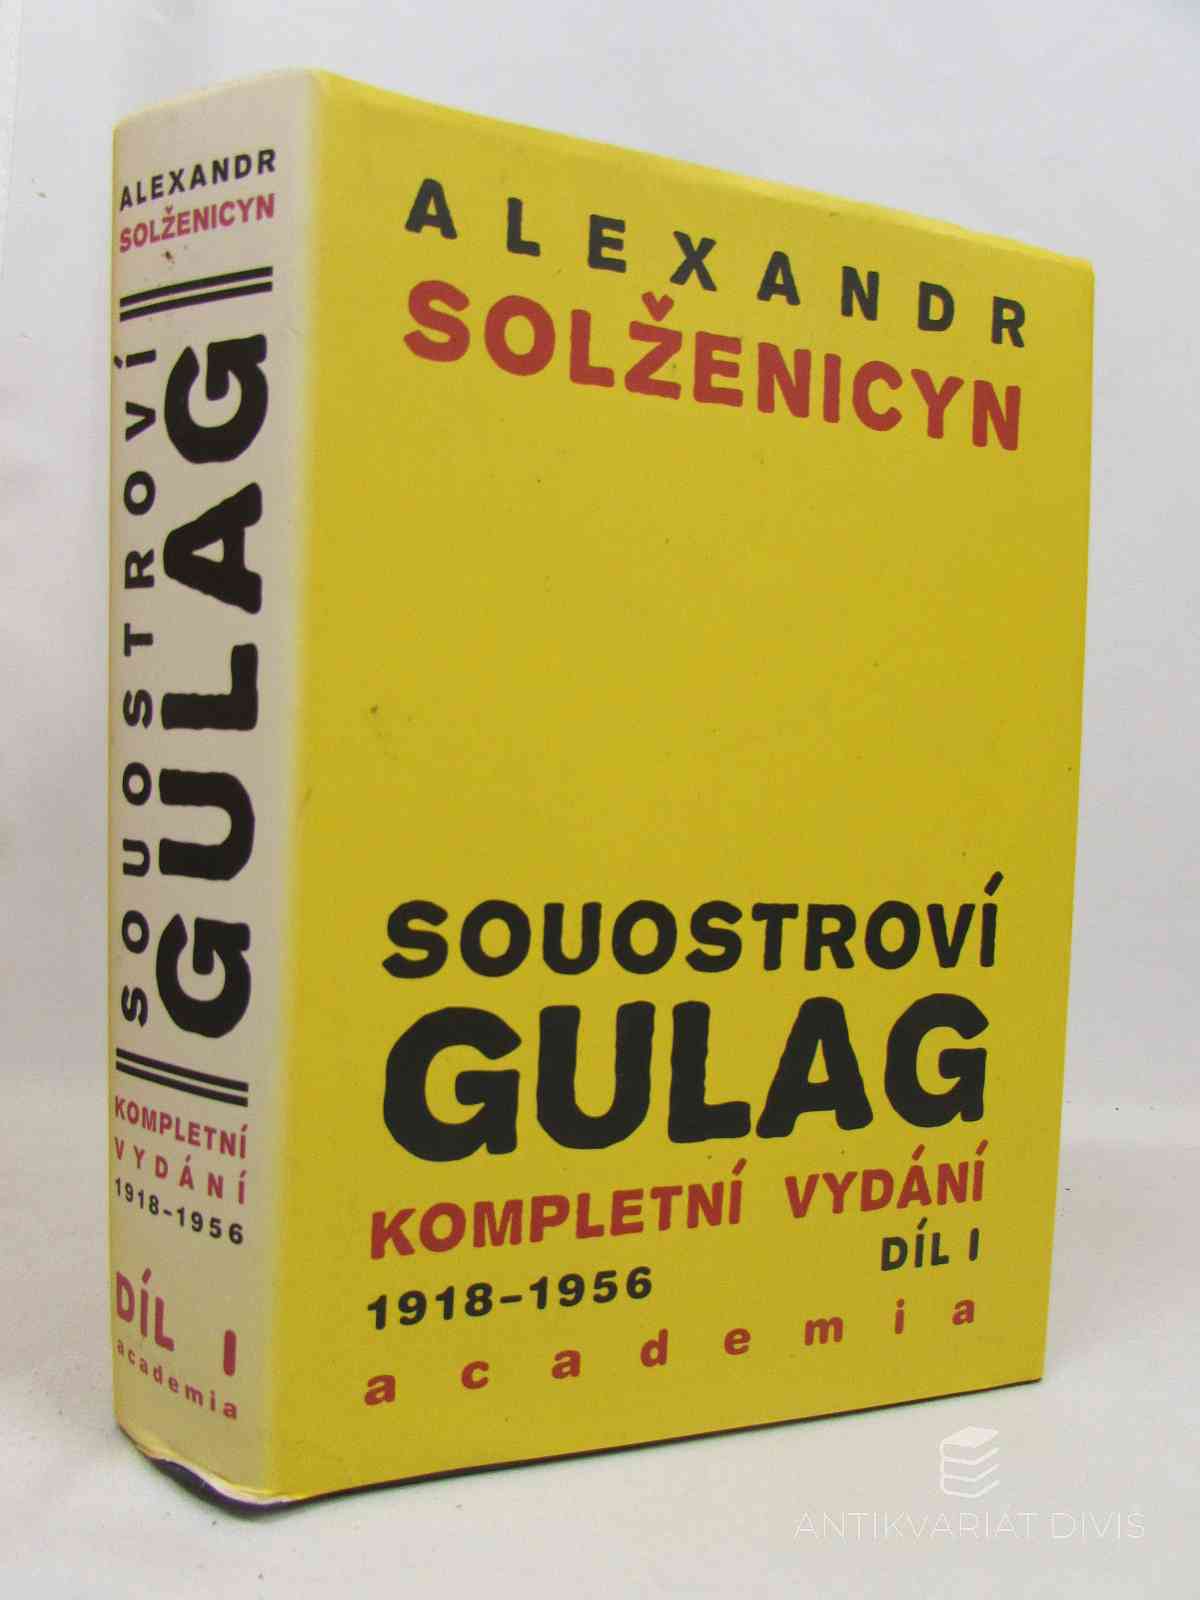 ALEXANDR
SOLŽENICYN
SOUOSTROVÍ
GULAG
KOMPLETNÍ
VYDÁNÍ
1918-1956
DÍL I
academia
ALEXANDR
SOLŽENICYN
SOUOSTROVÍ
GULAG
KOMPLETNÍ VYDÁNÍ
DÍL I
1918-1956
academia
ANTIKVARIÁT DIVIŠ